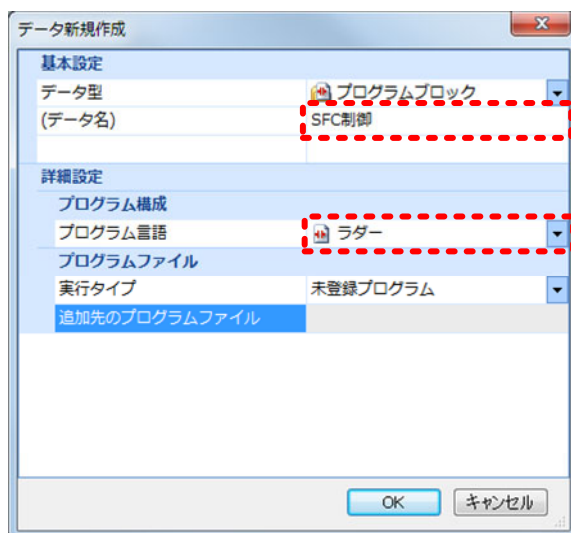 データ新規作成
基本設定
データ型 プログラムブロック
(データ名) SFC制御
詳細設定
プログラム構成
プログラム言語 ラダー
プログラムファイル
実行タイプ 未登録プログラム
追加先のプログラムファイル
OK キャンセル